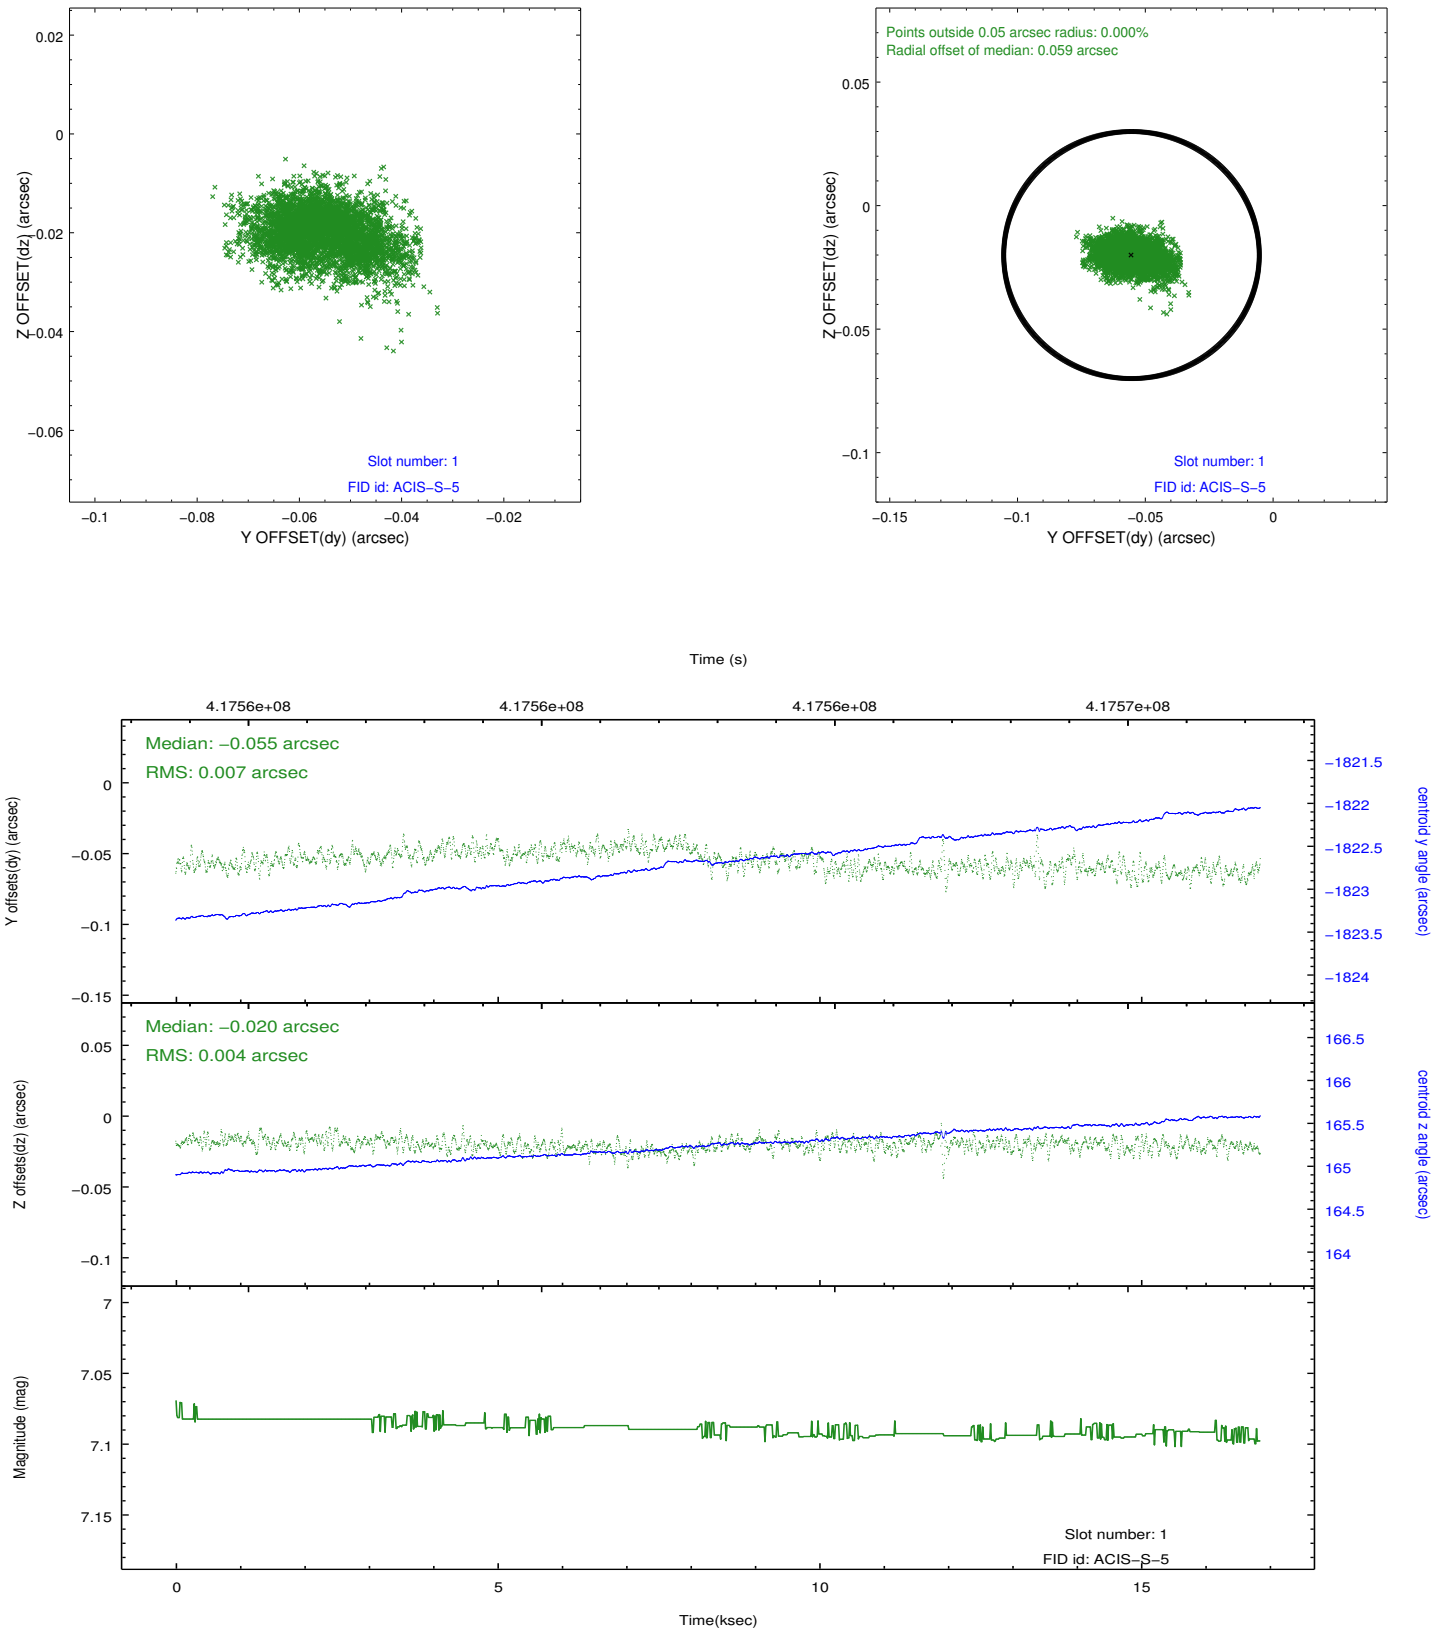 0.02
0
−0.02
−0.04
−0.06
Z OFFSET(dz) (arcsec)
Slot number: 1
FID id: ACIS−S−5
−0.1
−0.08
−0.06
−0.04
−0.02
Y OFFSET(dy) (arcsec)
Points outside 0.05 arcsec radius: 0.000%
Radial offset of median: 0.059 arcsec
0.05
0
−0.05
−0.1
Z OFFSET(dz) (arcsec)
Slot number: 1
FID id: ACIS−S−5
−0.15
−0.1
−0.05
0
Y OFFSET(dy) (arcsec)
Time (s)
4.1756e+08
4.1756e+08
4.1756e+08
4.1757e+08
Median: −0.055 arcsec
RMS: 0.007 arcsec
0
−0.05
−0.1
−0.15
Y offsets(dy) (arcsec)
−1821.5
−1822
−1822.5
−1823
−1823.5
−1824
centroid y angle (arcsec)
Median: −0.020 arcsec
RMS: 0.004 arcsec
0.05
0
−0.05
−0.1
Z offsets(dz) (arcsec)
166.5
166
165.5
165
164.5
164
centroid z angle (arcsec)
7
7.05
7.1
7.15
Magnitude (mag)
Slot number: 1
FID id: ACIS−S−5
0
5
10
15
Time(ksec)